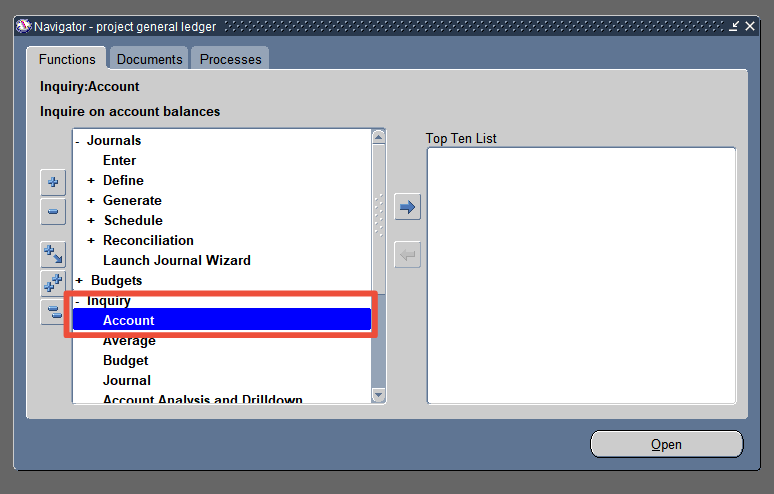 Navigator - project general ledger
Functions Documents Processes
Inquiry:Account
Inquire on account balances
Top Ten List
- Journals
Enter
+ Define
+ Generate
+ Schedule
+ Reconciliation
Launch Journal Wizard
+ Budgets
- Inquiry
Account
Average
Budget
Journal
Account Analysis and Drilldown
Open